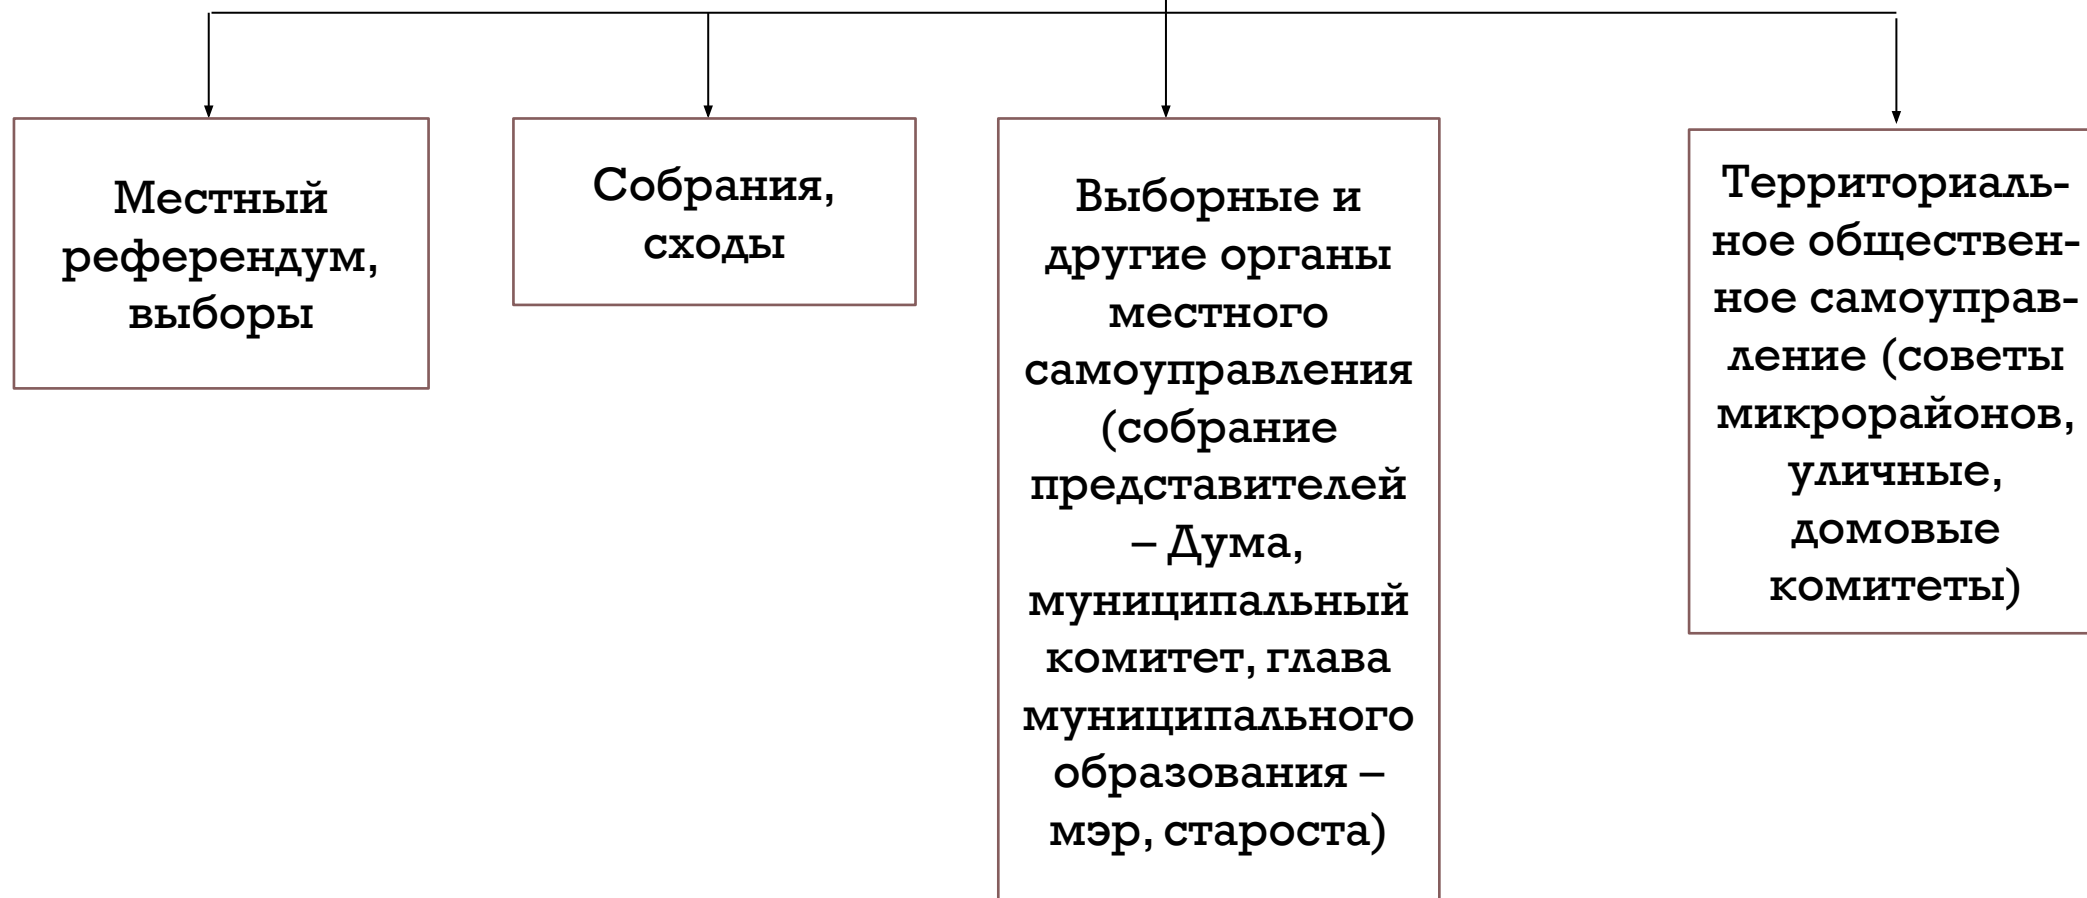 Местный
референдум,
выборы
Собрания,
сходы
Выборные и
другие органы
местного
самоуправления
(собрание
представителей
– Дума,
муниципальный
комитет, глава
муниципального
образования –
мэр, староста)
Территориаль-
ное обществен-
ное самоуправ-
ление (советы
микрорайонов,
уличные,
домовые
комитеты)